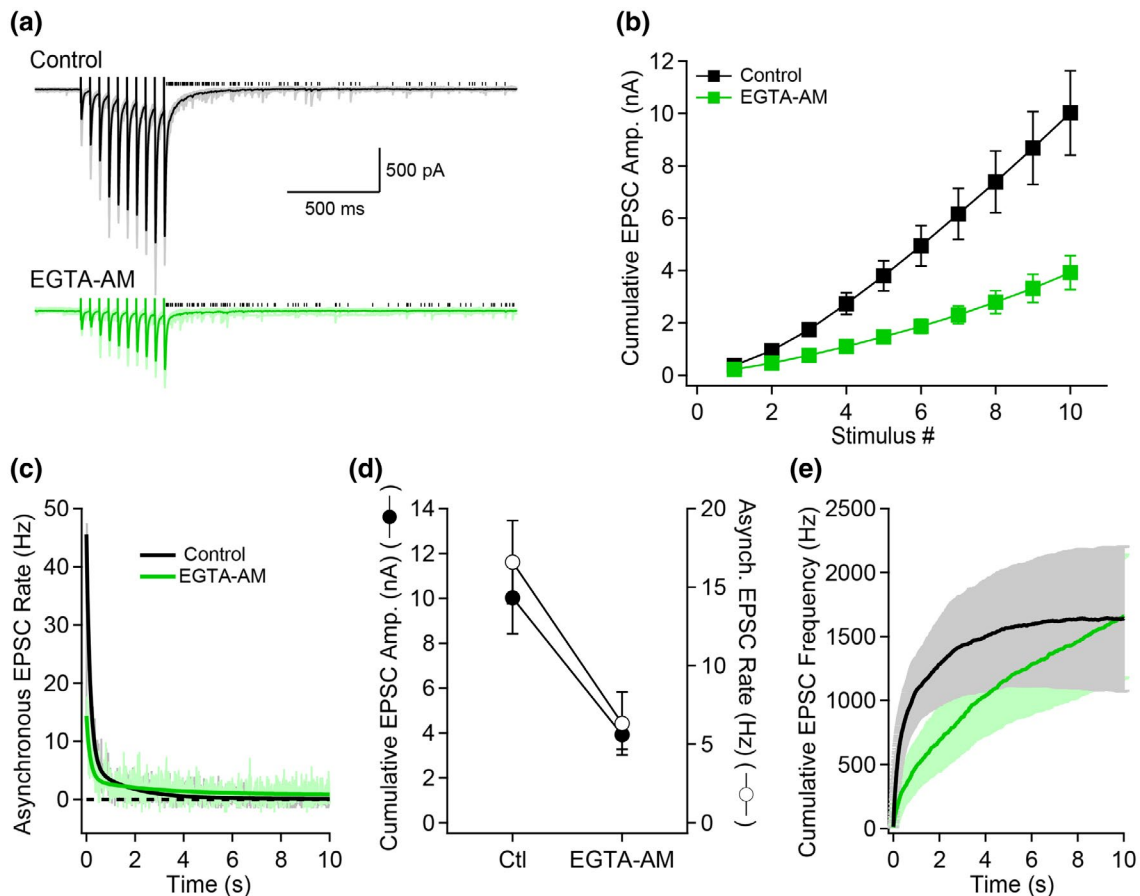 (a)
Control
500 pA
500 ms
EGTA-AM
(b)
Cumulative EPSC Amp. (nA)
12
10
8
6
4
2
0
Control
EGTA-AM
0 2 4 6 8 10
Stimulus #
(c)
Asynchronous EPSC Rate (Hz)
50
40
30
20
10
0
Control
EGTA-AM
0 2 4 6 8 10
Time (s)
(d)
Cumulative EPSC Amp. (nA) ( )
14
12
10
8
6
4
2
0
20
15
10
5
0
Asynch. EPSC Rate (Hz) ( )
Ctl EGTA-AM
(e)
Cumulative EPSC Frequency (Hz)
2500
2000
1500
1000
500
0
0 2 4 6 8 10
Time (s)